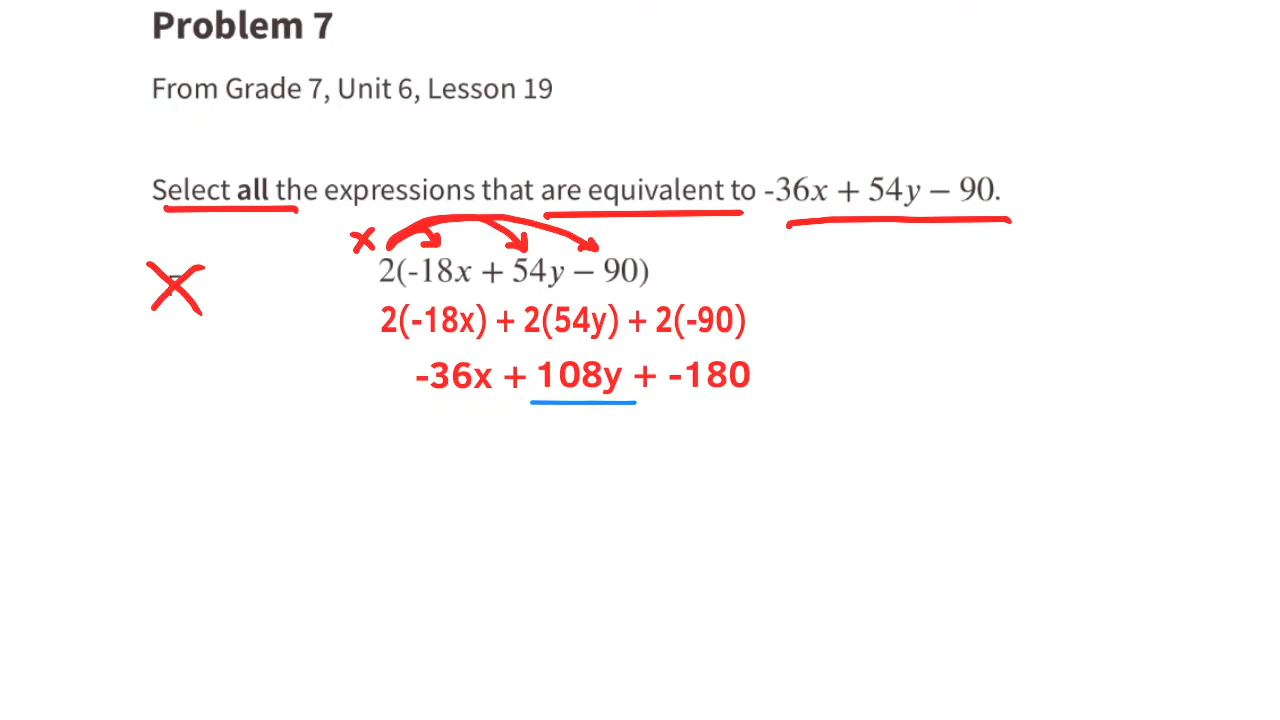 Problem 7
From Grade 7, Unit 6, Lesson 19
Select all the expressions that are equivalent to -36x + 54y − 90.
x
2(-18x + 54y − 90)
2(-18x) + 2(54y) + 2(-90)
-36x + 108y + -180